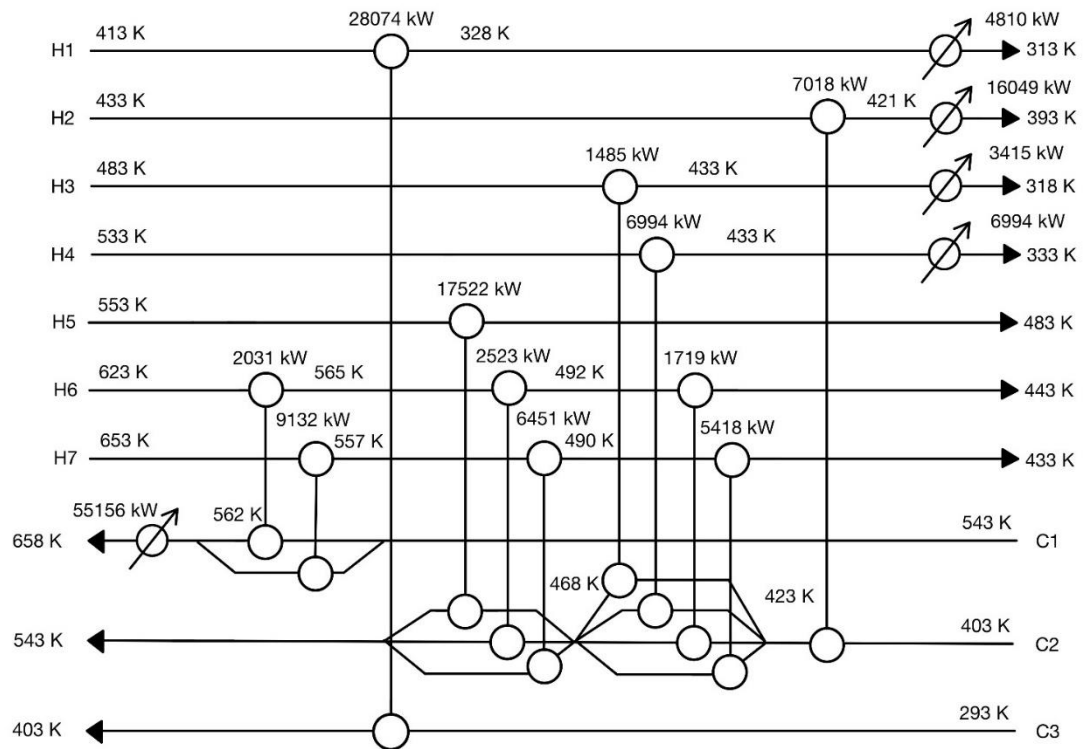 28074 kW
4810 kW
H1 413 K 328 K 313 K
7018 kW
16049 kW
H2 433 K 421 K 393 K
1485 kW
3415 kW
H3 483 K 433 K 318 K
6994 kW
6994 kW
H4 533 K 433 K 333 K
17522 kW
H5 553 K 483 K
2031 kW 2523 kW 1719 kW
H6 623 K 565 K 492 K 443 K
9132 kW 6451 kW 5418 kW
H7 653 K 557 K 490 K 433 K
55156 kW
658 K 562 K 543 K C1
468 K 423 K
543 K 403 K C2
403 K 293 K C3